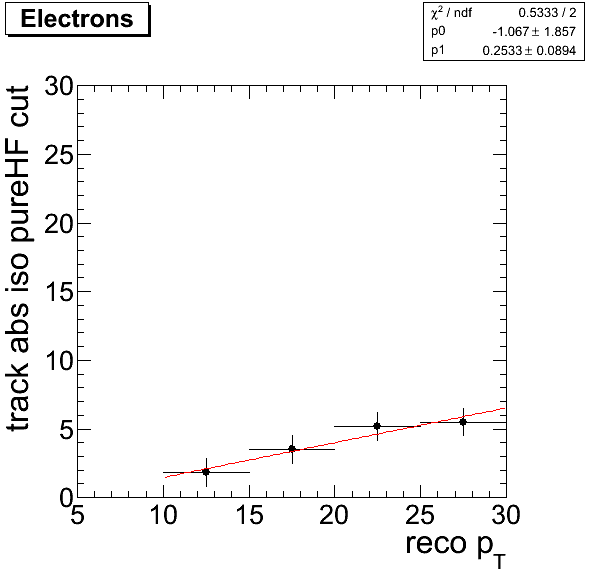 Electrons
χ² / ndf 0.5333 / 2
p0 -1.067 ± 1.857
p1 0.2533 ± 0.0894
track abs iso pureHF cut
30
25
20
15
10
5
0
5 10 15 20 25 30
reco p_T